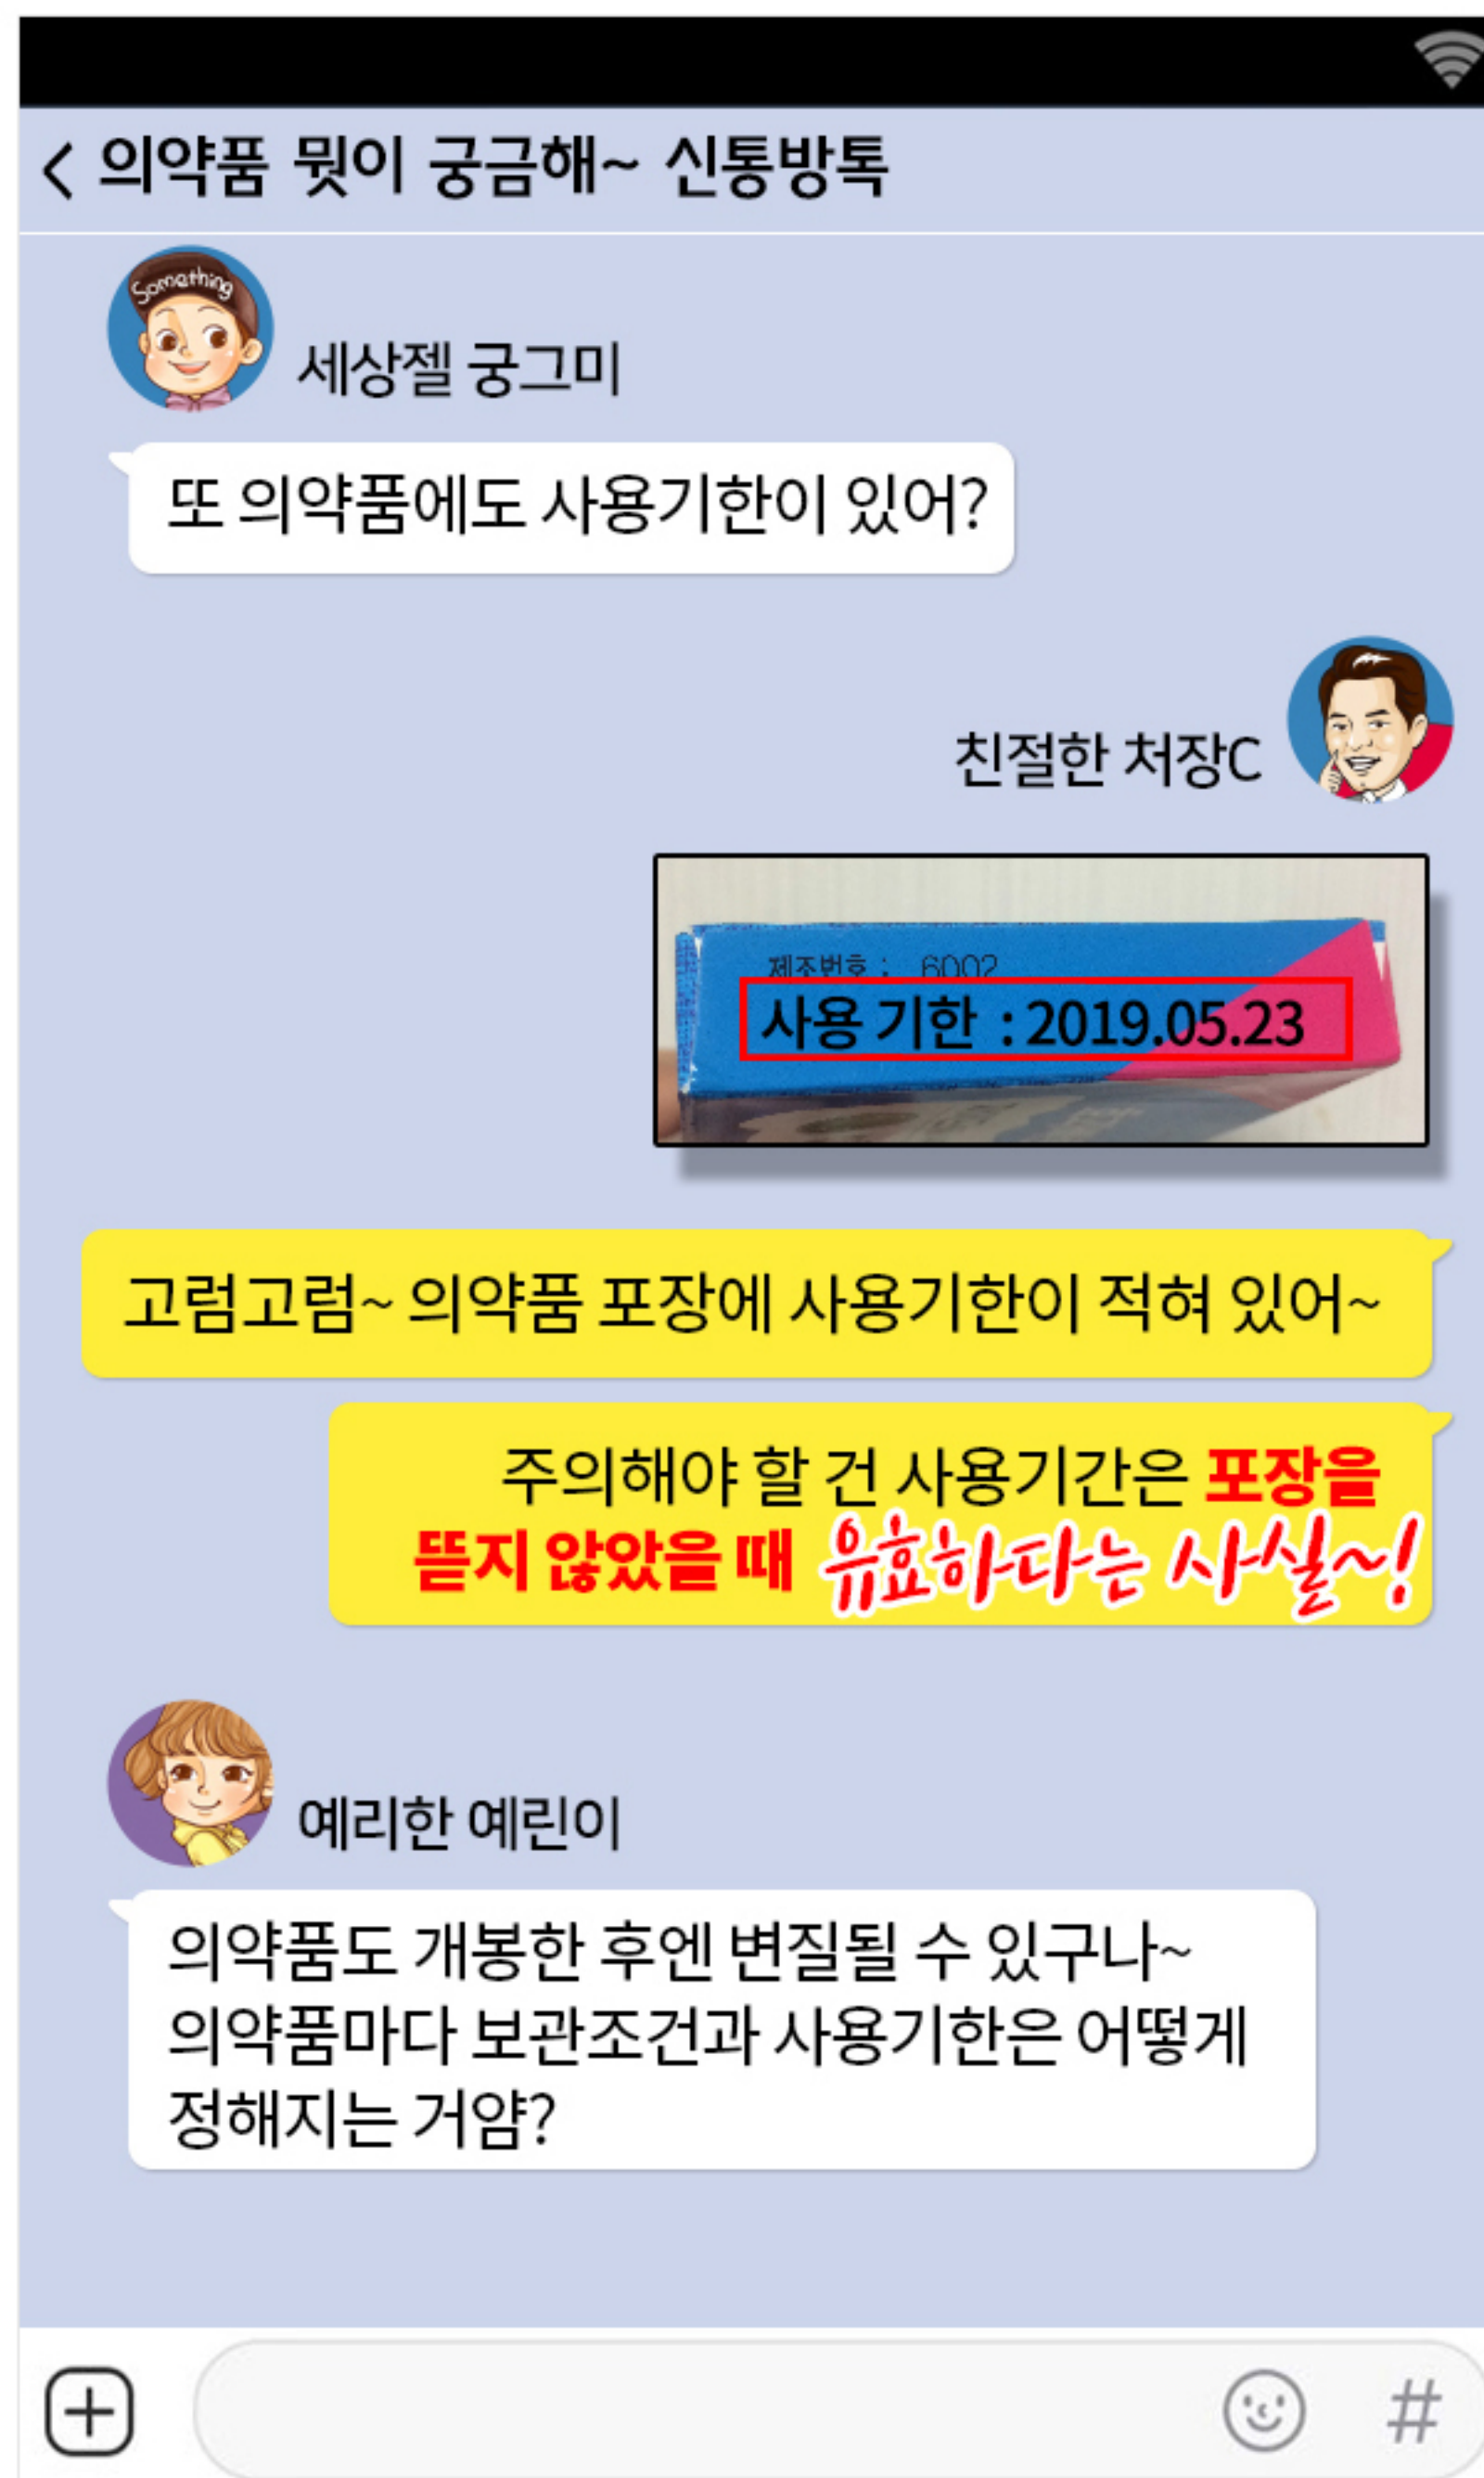 의약품 뭣이 궁금해~ 신통방톡
Something
세상젤 궁그미
또 의약품에도 사용기한이 있어?
친절한 처장C
제조번호 : 6002
사용 기한 : 2019.05.23
고럼고럼~ 의약품 포장에 사용기한이 적혀 있어~
주의해야 할 건 사용기간은 포장을
뜯지 않았을 때 유효하다는 사실~!
예리한 예린이
의약품도 개봉한 후엔 변질될 수 있구나~
의약품마다 보관조건과 사용기한은 어떻게
정해지는 거얌?
#